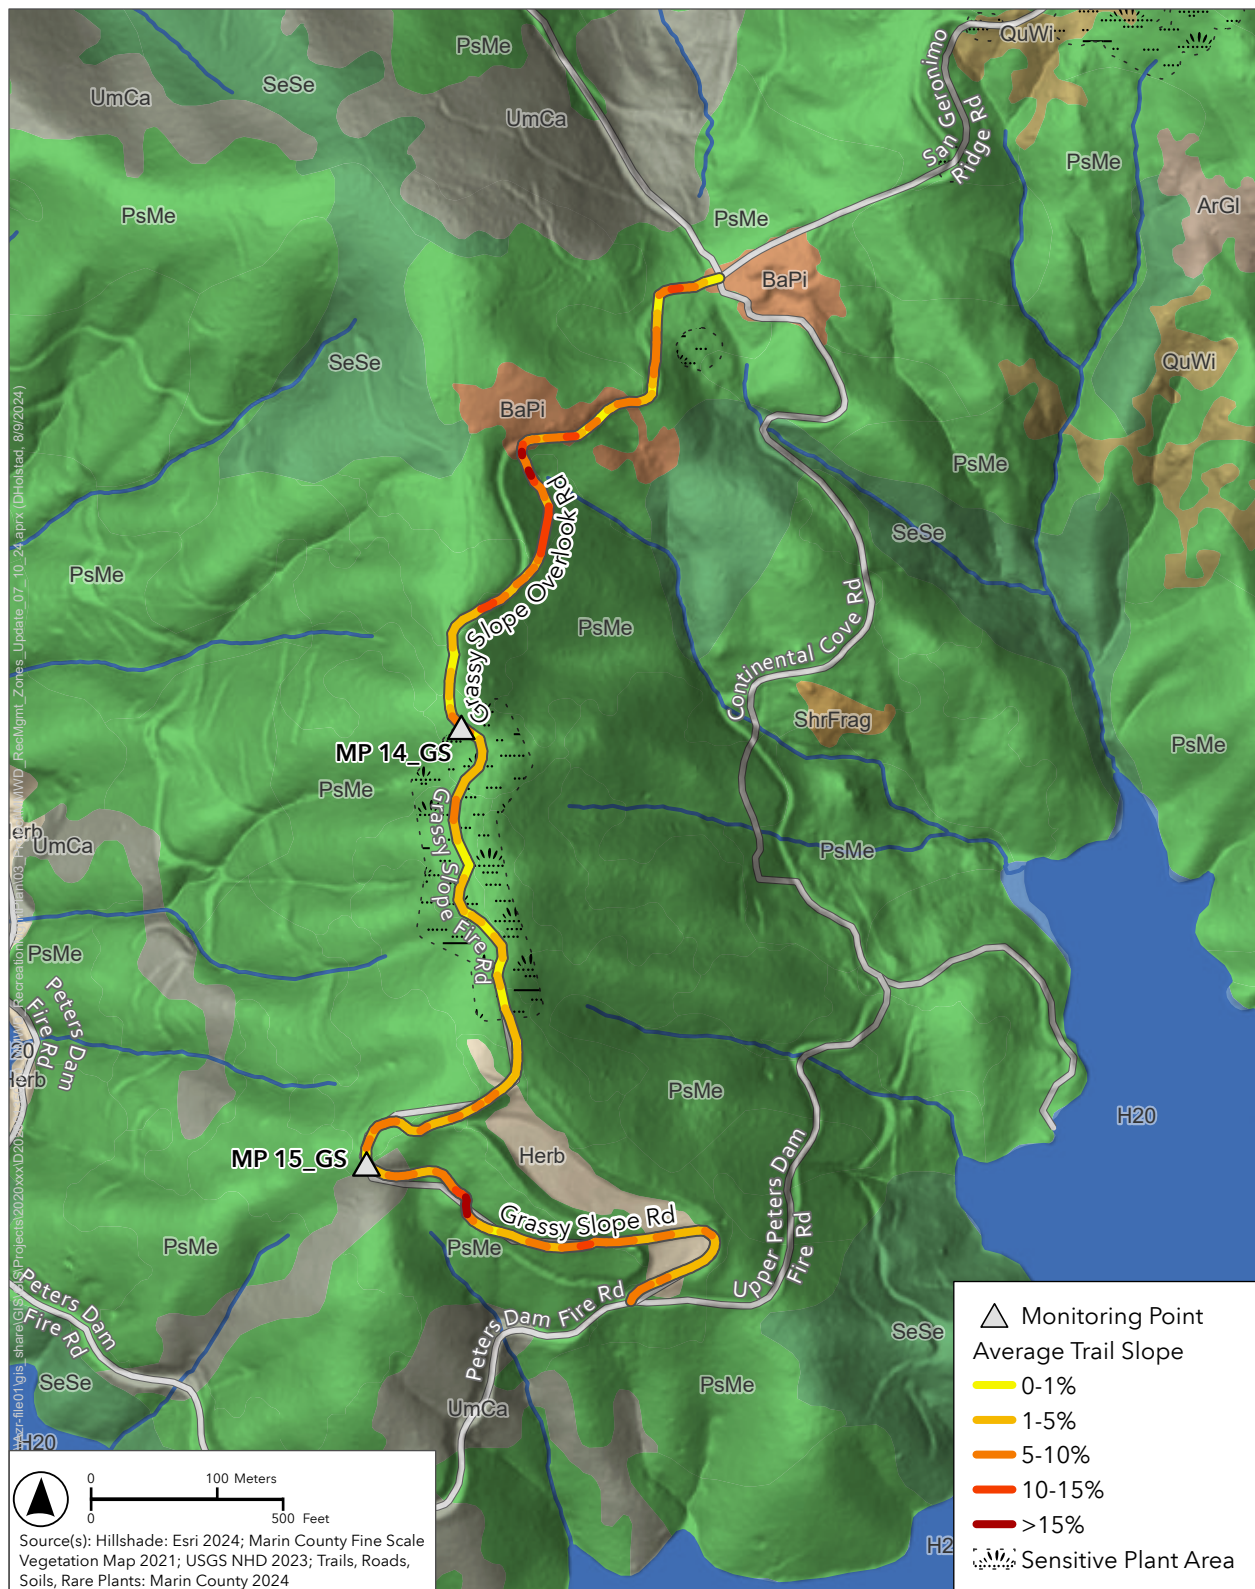 PsMe
QuWi
SeSe
UmCa
UmCa
San Geronimo
Ridge Rd
PsMe
ArGl
PsMe
PsMe
BaPi
SeSe
QuWi
BaPi
PsMe
SeSe
PsMe
Grassy Slope Overlook Rd
PsMe
Continental Cove Rd
ShrFrag
PsMe
MP 14_GS
PsMe
Grassy Slope Fire Rd
erb
UmCa
PsMe
PsMe
Peters Dam
Fire Rd
Herb
PsMe
H20
MP 15_GS
Herb
Grassy Slope Rd
PsMe
PsMe
Upper Peters Dam
Fire Rd
Peters Dam
Fire Rd
Peters Dam Fire Rd
SeSe
SeSe
PsMe
UmCa
H20
H2
Monitoring Point
Average Trail Slope
0-1%
1-5%
5-10%
10-15%
>15%
Sensitive Plant Area
0 100 Meters
0 500 Feet
Source(s): Hillshade: Esri 2024; Marin County Fine Scale
Vegetation Map 2021; USGS NHD 2023; Trails, Roads,
Soils, Rare Plants: Marin County 2024